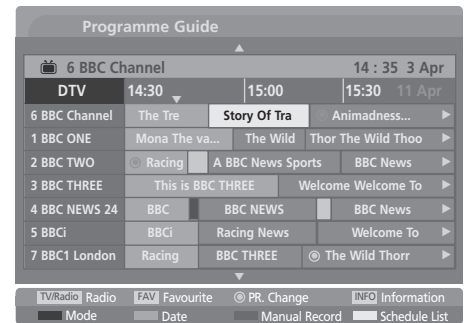 Programme Guide
6 BBC Channel 14 : 35 3 Apr
DTV 14:30 15:00 15:30 11 Apr
6 BBC Channel The Tre Story Of Tra Animadness...
1 BBC ONE Mona The va... The Wild Thor The Wild Thoo
2 BBC TWO Racing A BBC News Sports BBC News
3 BBC THREE This is BBC THREE Welcome Welcome To
4 BBC NEWS 24 BBC BBC NEWS BBC News
5 BBCi BBCi Racing News Welcome To
7 BBC1 London Racing BBC THREE The Wild Thorr
TV/Radio Radio FAV Favourite PR. Change INFO Information
Mode Date Manual Record Schedule List